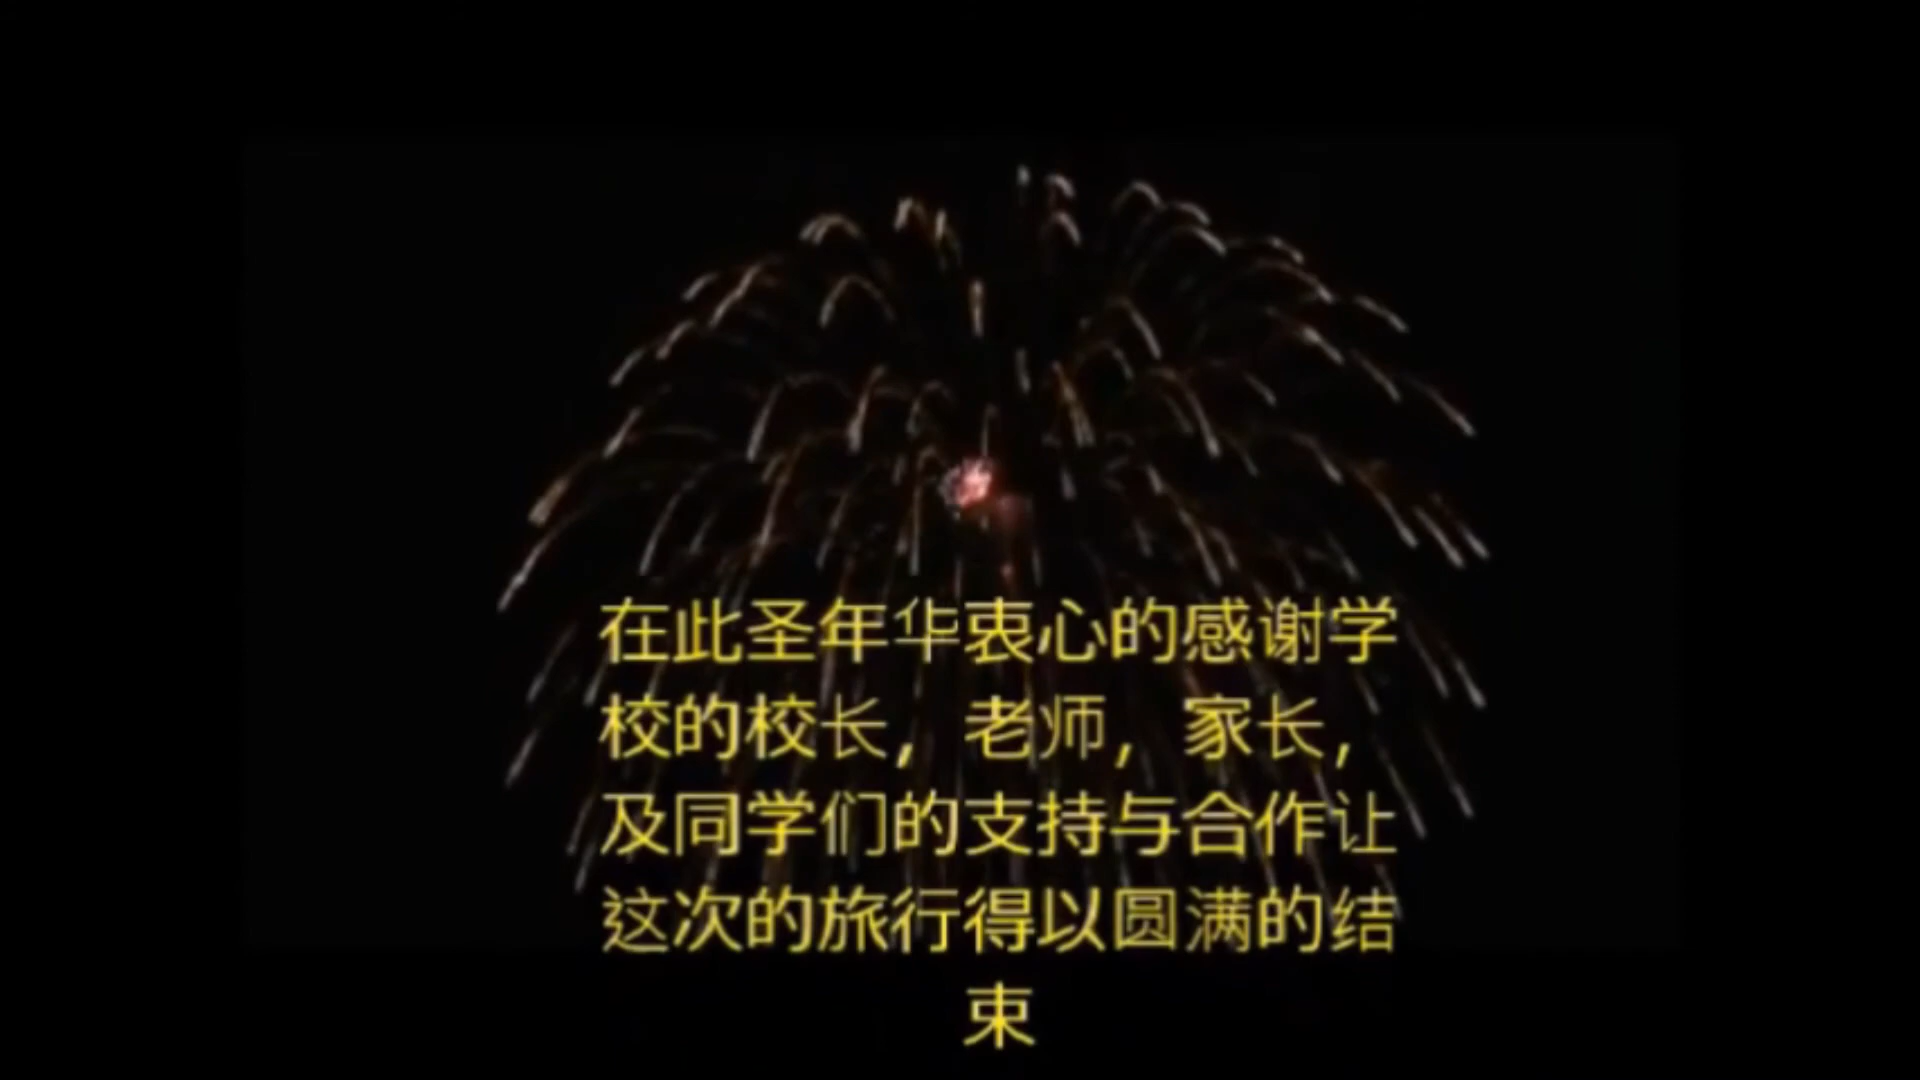 在此圣年华衷心的感谢学
校的校长，老师，家长，
及同学们的支持与合作让
这次的旅行得以圆满的结
束